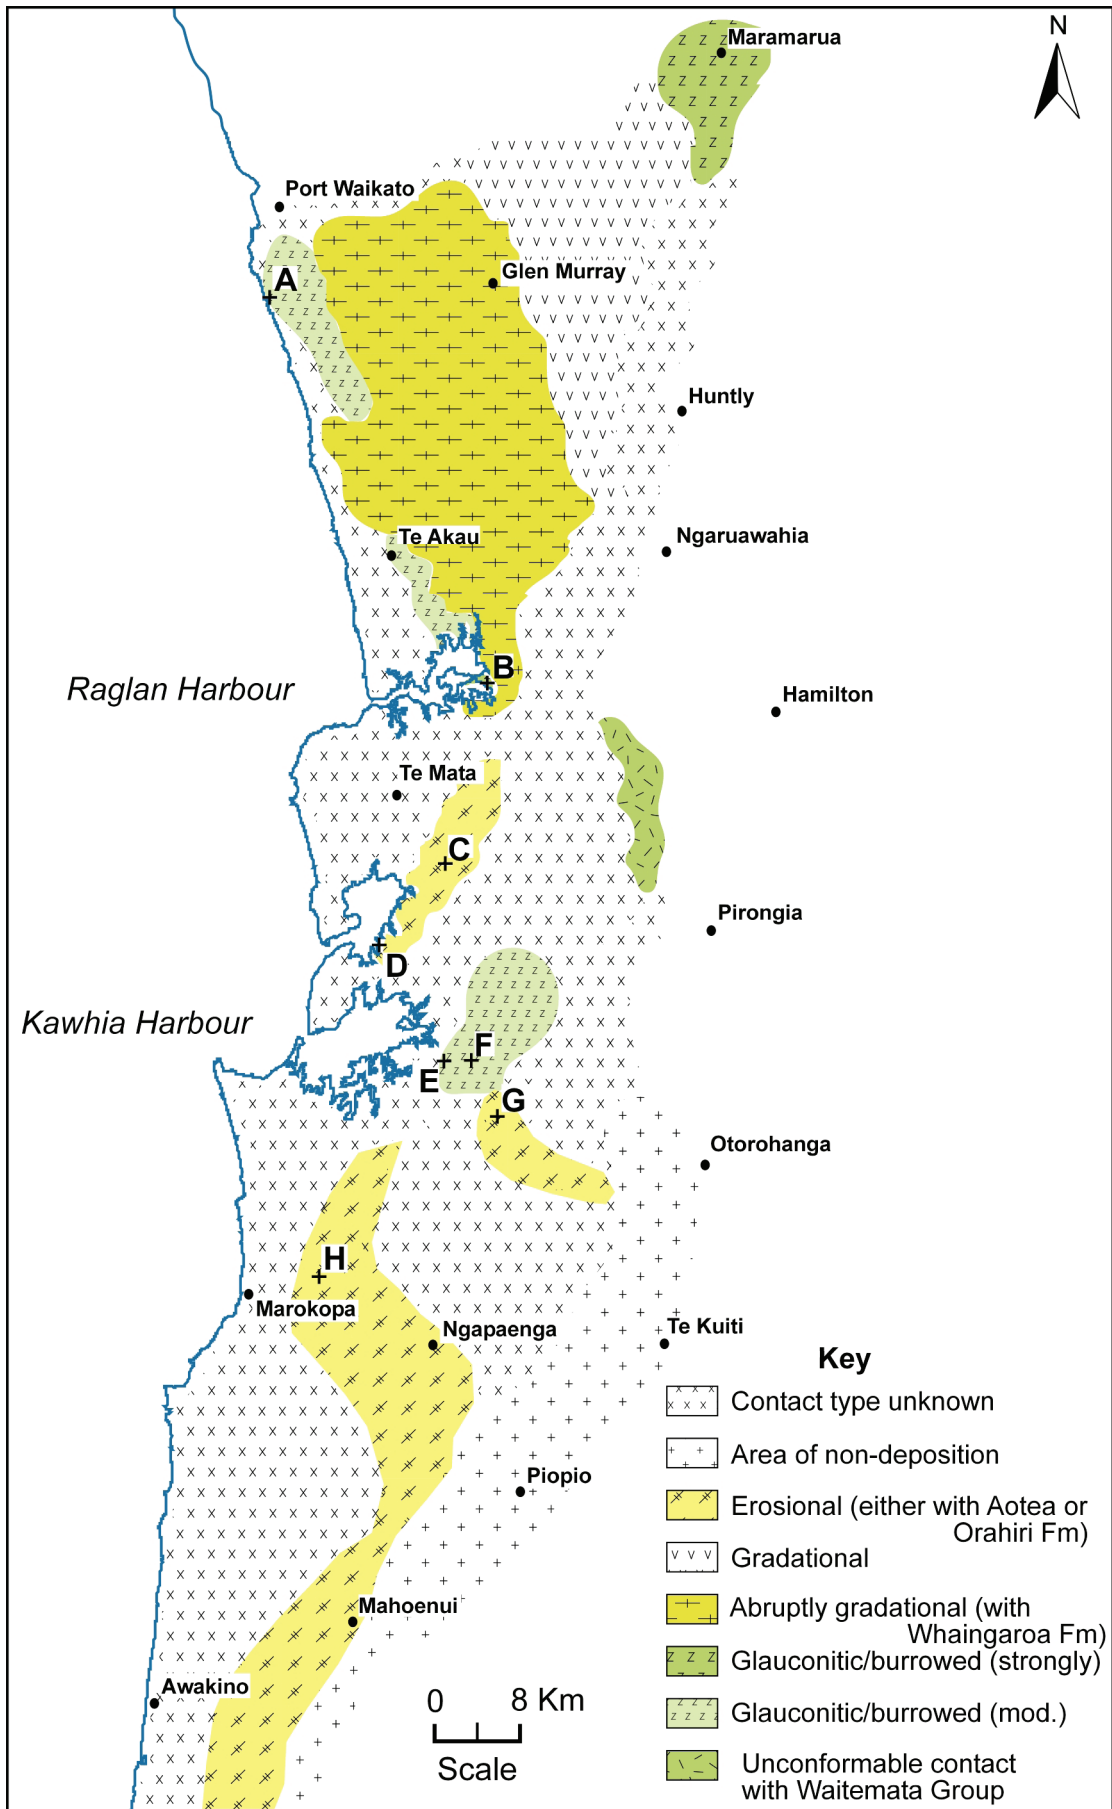 N
Maramarua
Port Waikato
Glen Murray
A
Huntly
Te Akau
Ngaruawahia
B
Raglan Harbour
Hamilton
Te Mata
C
Pirongia
D
Kawhia Harbour
F
E
G
Otorohanga
H
Marokopa
Ngapaenga
Te Kuiti
Key
Contact type unknown
Area of non-deposition
Piopio
Erosional (either with Aotea or
Orahiri Fm)
Gradational
Mahoenui
Abruptly gradational (with
Whaingaroa Fm)
Glauconitic/burrowed (strongly)
Awakino
0 8 Km
Glauconitic/burrowed (mod.)
Scale
Unconformable contact
with Waitemata Group